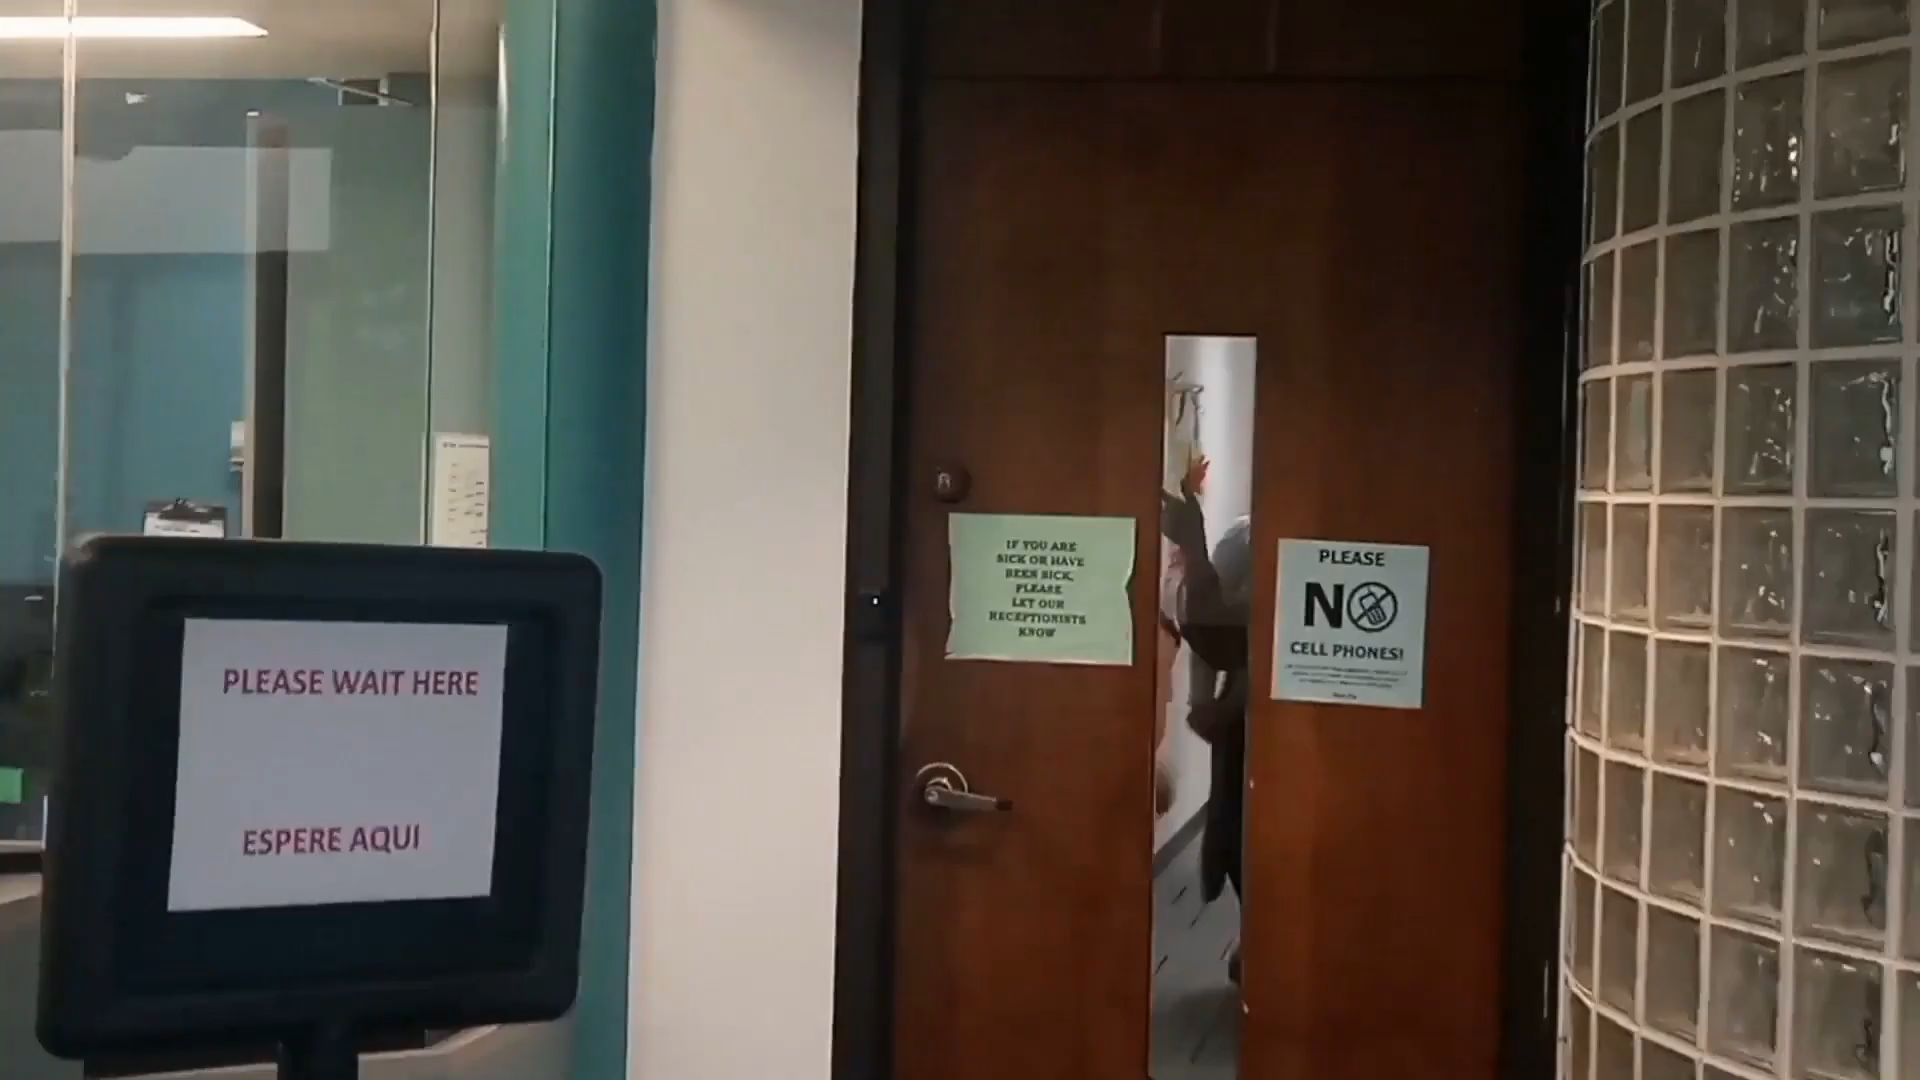 PLEASE WAIT HERE
ESPERE AQUI
IF YOU ARE
SICK OR HAVE
BEEN SICK,
PLEASE
LET OUR
RECEPTIONISTS
KNOW
PLEASE
NO
CELL PHONES!